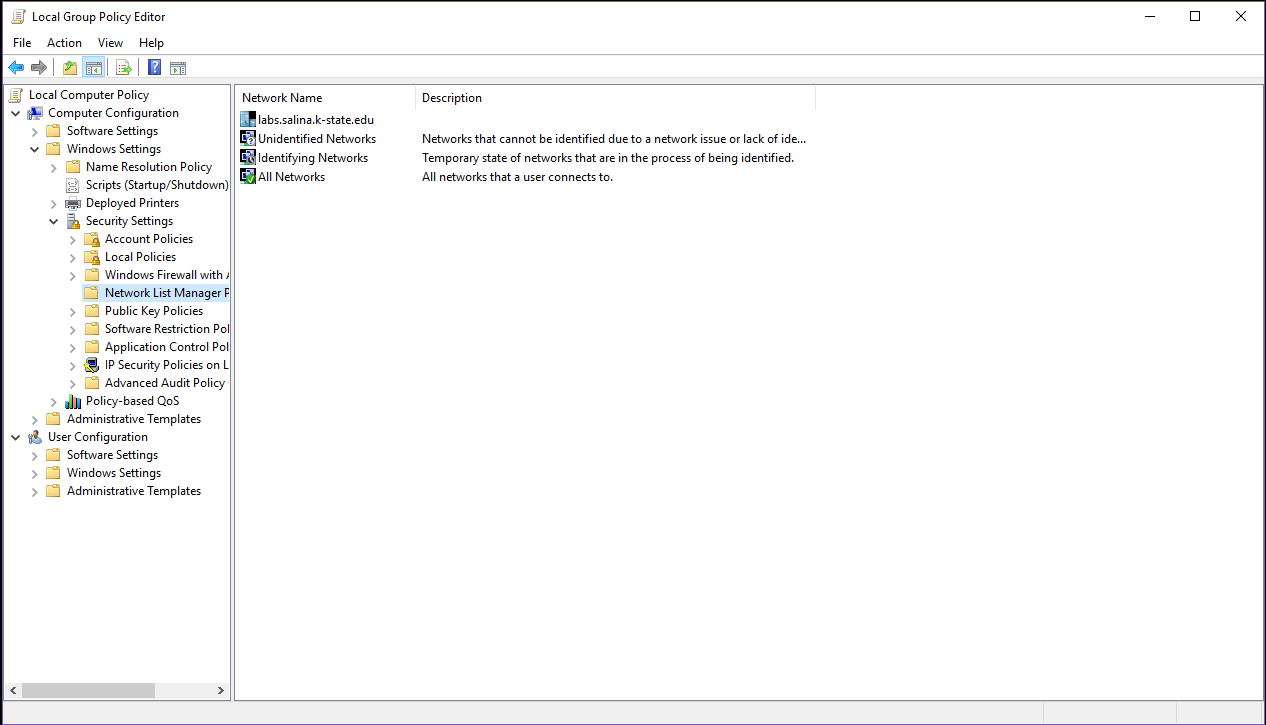 Local Group Policy Editor
File Action View Help
Local Computer Policy
Computer Configuration
Software Settings
Windows Settings
Name Resolution Policy
Scripts (Startup/Shutdown)
Deployed Printers
Security Settings
Account Policies
Local Policies
Windows Firewall with A
Network List Manager P
Public Key Policies
Software Restriction Pol
Application Control Pol
IP Security Policies on L
Advanced Audit Policy
Policy-based QoS
Administrative Templates
User Configuration
Software Settings
Windows Settings
Administrative Templates
Network Name Description
labs.salina.k-state.edu
Unidentified Networks Networks that cannot be identified due to a network issue or lack of ide...
Identifying Networks Temporary state of networks that are in the process of being identified.
All Networks All networks that a user connects to.